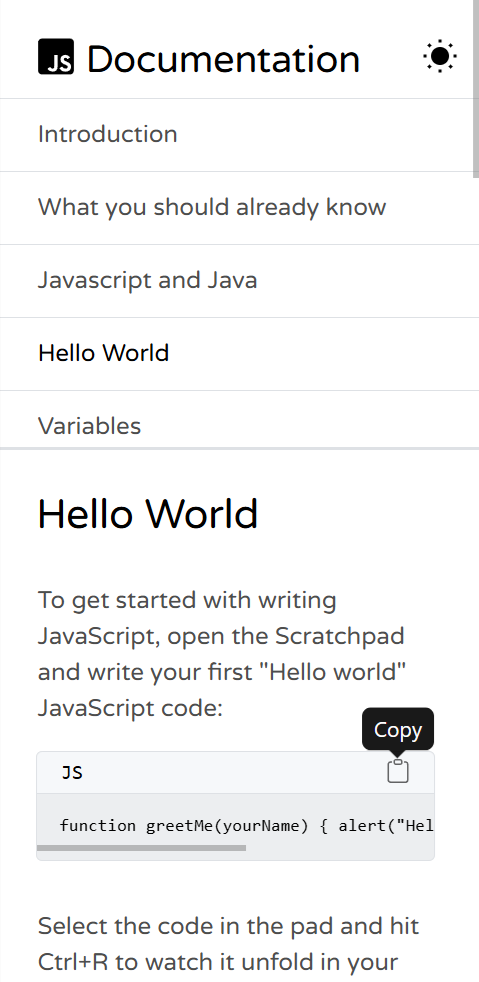 JS Documentation
Introduction
What you should already know
Javascript and Java
Hello World
Variables
Hello World
To get started with writing
JavaScript, open the Scratchpad
and write your first "Hello world"
JavaScript code:
Copy
JS
function greetMe(yourName) { alert("Hel
Select the code in the pad and hit
Ctrl+R to watch it unfold in your